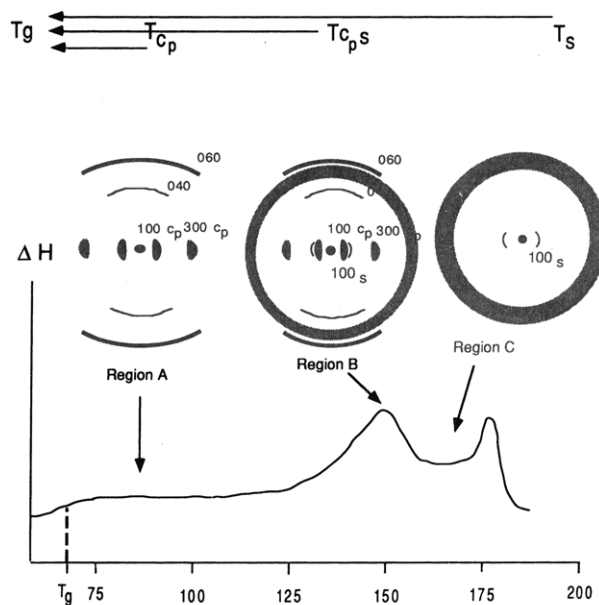 Tg Tcp Tcps Ts
060 060
040 0
100 cp 300 cp 100 cp 300 p
100 s 100 s
Δ H
Region A Region B Region C
Tg 75 100 125 150 175 200